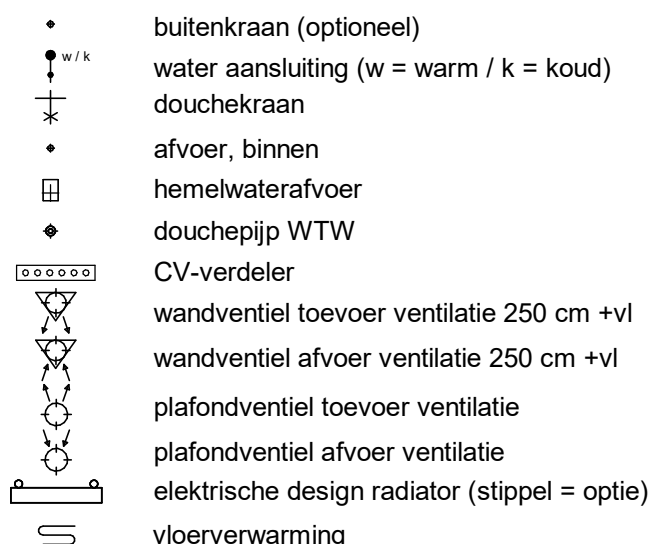 buitenkraan (optioneel)
w / k
water aansluiting (w = warm / k = koud)
douchekraan
afvoer, binnen
hemelwaterafvoer
douchepijp WTW
CV-verdeler
wandventiel toevoer ventilatie 250 cm +vl
wandventiel afvoer ventilatie 250 cm +vl
plafondventiel toevoer ventilatie
plafondventiel afvoer ventilatie
elektrische design radiator (stippel = optie)
vloerverwarming